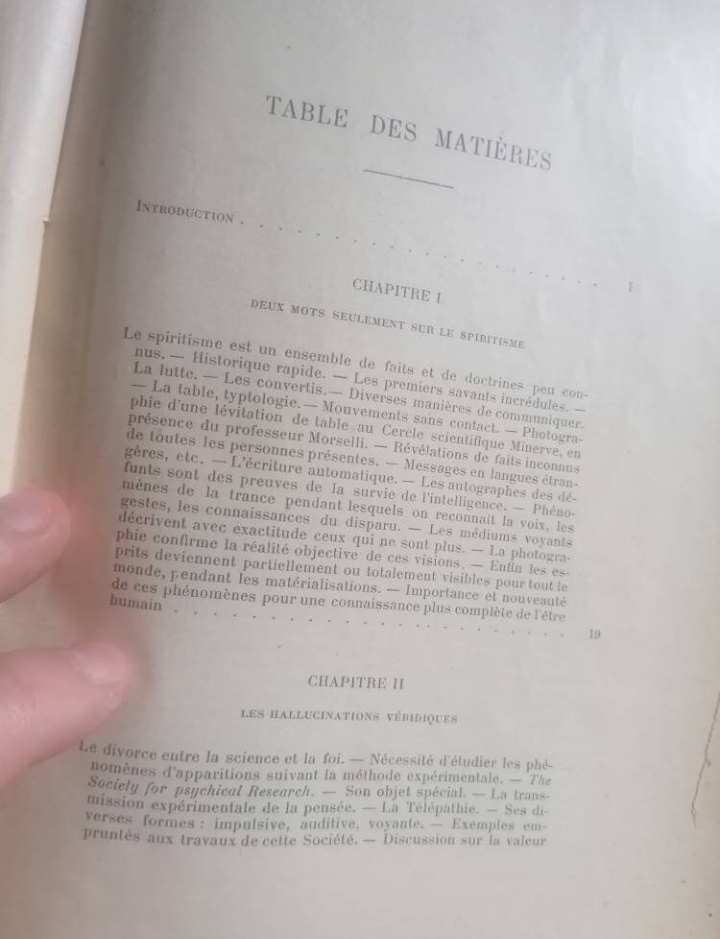 TABLE DES MATIÈRES
INTRODUCTION . . . . . . . . . . . . . . . . . . . 1
CHAPITRE I
DEUX MOTS SEULEMENT SUR LE SPIRITISME
Le spiritisme est un ensemble de faits et de doctrines peu con-
nus. — Historique rapide. — Les premiers savants incrédules. —
La lutte. — Les convertis. — Diverses manières de communiquer.
— La table, typtologie. — Mouvements sans contact. — Photogra-
phie d'une lévitation de table au Cercle scientifique Minerve, en
présence du professeur Morselli. — Révélations de faits inconnus
de toutes les personnes présentes. — Messages en langues étran-
gères, etc. — L'écriture automatique. — Les autographes des dé-
funts sont des preuves de la survie de l'intelligence. — Phéno-
mènes de la trance pendant lesquels on reconnaît la voix, les
gestes, les connaissances du disparu. — Les médiums voyants
décrivent avec exactitude ceux qui ne sont plus. — La photogra-
phie confirme la réalité objective de ces visions. — Enfin les es-
prits deviennent partiellement ou totalement visibles pour tout le
monde, pendant les matérialisations. — Importance et nouveauté
de ces phénomènes pour une connaissance plus complète de l'être
humain . . . . . . . . . . . . . . . . . . . . 19
CHAPITRE II
LES HALLUCINATIONS VÉRIDIQUES
Le divorce entre la science et la foi. — Nécessité d'étudier les phé-
nomènes d'apparitions suivant la méthode expérimentale. — The
Society for psychical Research. — Son objet spécial. — La trans-
mission expérimentale de la pensée. — La Télépathie. — Ses di-
verses formes : impulsive, auditive, voyante. — Exemples em-
pruntés aux travaux de cette Société. — Discussion sur la valeur